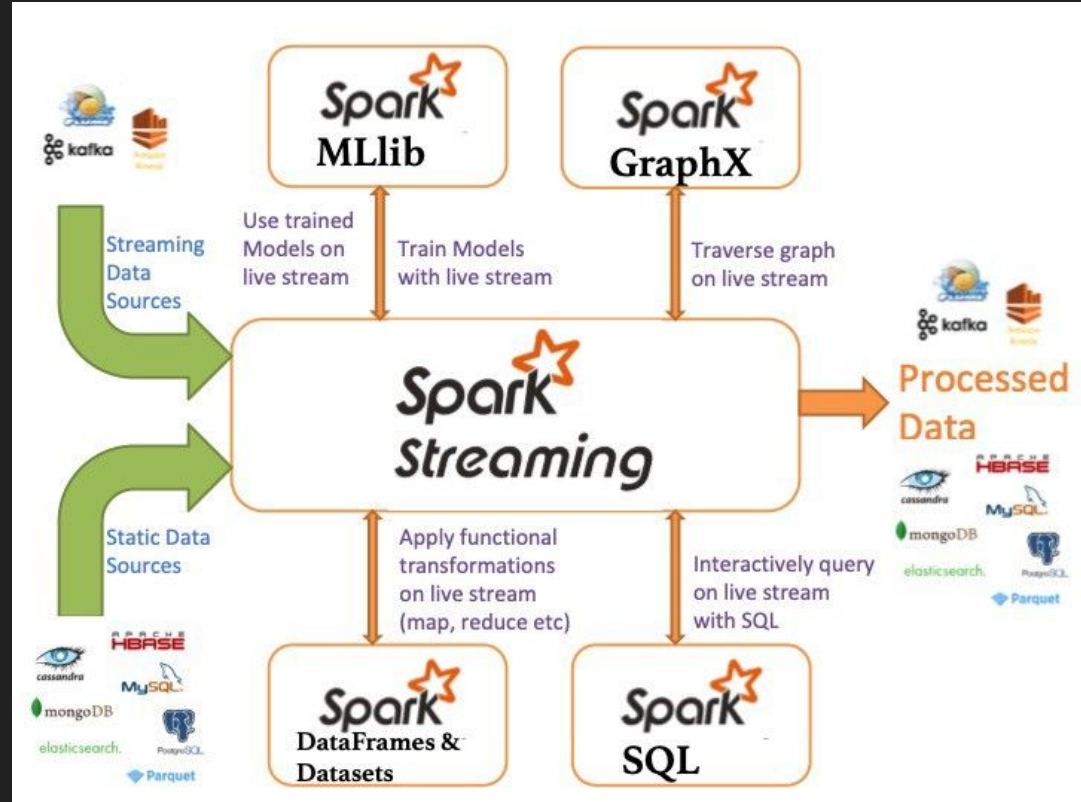 Spark
MLlib
Spark
GraphX
kafka
Use trained
Models on
live stream
Train Models
with live stream
Traverse graph
on live stream
Streaming
Data
Sources
Spark
Streaming
kafka
Processed
Data
APACHE
HBASE
cassandra
MySQL
mongoDB
PostgreSQL
elasticsearch.
Parquet
Static Data
Sources
Apply functional
transformations
on live stream
(map, reduce etc)
Interactively query
on live stream
with SQL
APACHE
HBASE
cassandra
MySQL
mongoDB
elasticsearch.
PostgreSQL
Parquet
Spark
DataFrames &
Datasets
Spark
SQL